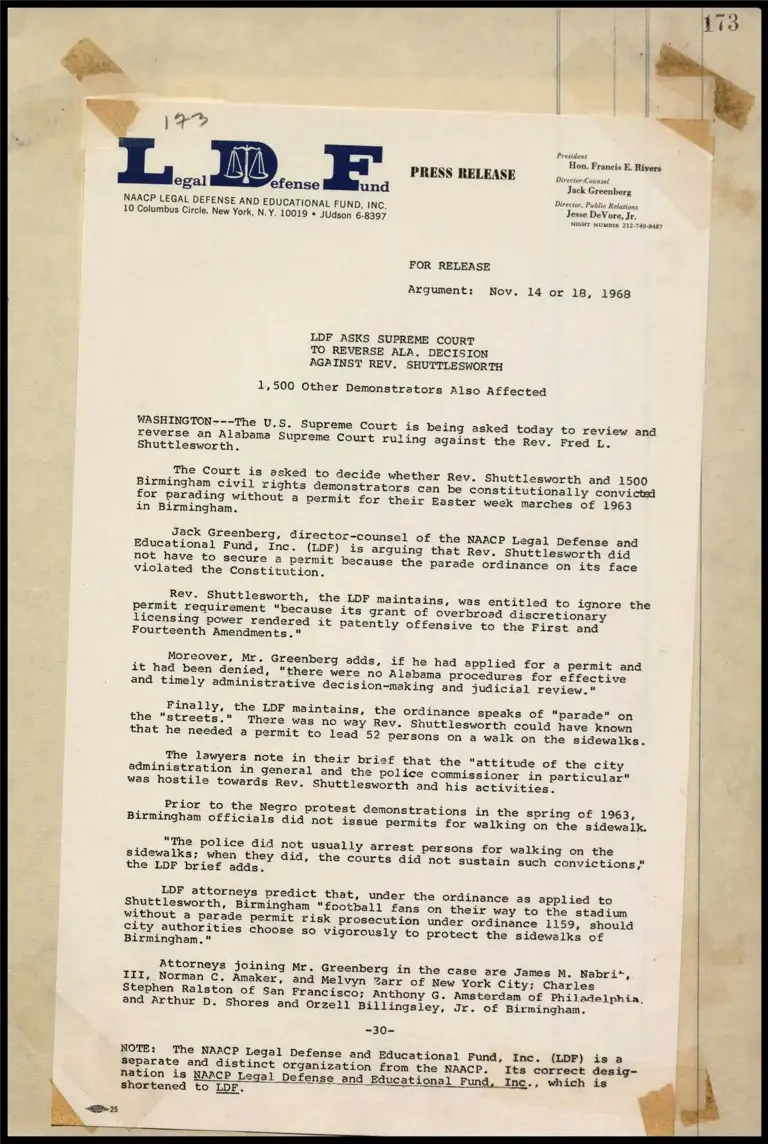 173
173
Legal Defense Fund
PRESS RELEASE
President
Hon. Francis E. Rivers
Director-Counsel
Jack Greenberg
Director, Public Relations
Jesse DeVore, Jr.
NIGHT NUMBER 212-749-8487
NAACP LEGAL DEFENSE AND EDUCATIONAL FUND, INC.
10 Columbus Circle, New York, N.Y. 10019 • JUdson 6-8397
FOR RELEASE
Argument: Nov. 14 or 18, 1968
LDF ASKS SUPREME COURT
TO REVERSE ALA. DECISION
AGAINST REV. SHUTTLESWORTH
1,500 Other Demonstrators Also Affected
WASHINGTON---The U.S. Supreme Court is being asked today to review and
reverse an Alabama Supreme Court ruling against the Rev. Fred L.
Shuttlesworth.
The Court is asked to decide whether Rev. Shuttlesworth and 1500
Birmingham civil rights demonstrators can be constitutionally convicted
for parading without a permit for their Easter week marches of 1963
in Birmingham.
Jack Greenberg, director-counsel of the NAACP Legal Defense and
Educational Fund, Inc. (LDF) is arguing that Rev. Shuttlesworth did
not have to secure a permit because the parade ordinance on its face
violated the Constitution.
Rev. Shuttlesworth, the LDF maintains, was entitled to ignore the
permit requirement "because its grant of overbroad discretionary
licensing power rendered it patently offensive to the First and
Fourteenth Amendments."
Moreover, Mr. Greenberg adds, if he had applied for a permit and
it had been denied, "there were no Alabama procedures for effective
and timely administrative decision-making and judicial review."
Finally, the LDF maintains, the ordinance speaks of "parade" on
the "streets." There was no way Rev. Shuttlesworth could have known
that he needed a permit to lead 52 persons on a walk on the sidewalks.
The lawyers note in their brief that the "attitude of the city
administration in general and the police commissioner in particular"
was hostile towards Rev. Shuttlesworth and his activities.
Prior to the Negro protest demonstrations in the spring of 1963,
Birmingham officials did not issue permits for walking on the sidewalk.
"The police did not usually arrest persons for walking on the
sidewalks; when they did, the courts did not sustain such convictions,"
the LDF brief adds.
LDF attorneys predict that, under the ordinance as applied to
Shuttlesworth, Birmingham "football fans on their way to the stadium
without a parade permit risk prosecution under ordinance 1159, should
city authorities choose so vigorously to protect the sidewalks of
Birmingham."
Attorneys joining Mr. Greenberg in the case are James M. Nabrit,
III, Norman C. Amaker, and Melvyn Zarr of New York City; Charles
Stephen Ralston of San Francisco; Anthony G. Amsterdam of Philadelphia,
and Arthur D. Shores and Orzell Billingsley, Jr. of Birmingham.
-30-
NOTE: The NAACP Legal Defense and Educational Fund, Inc. (LDF) is a
separate and distinct organization from the NAACP. Its correct desig-
nation is NAACP Legal Defense and Educational Fund, Inc., which is
shortened to LDF.
25